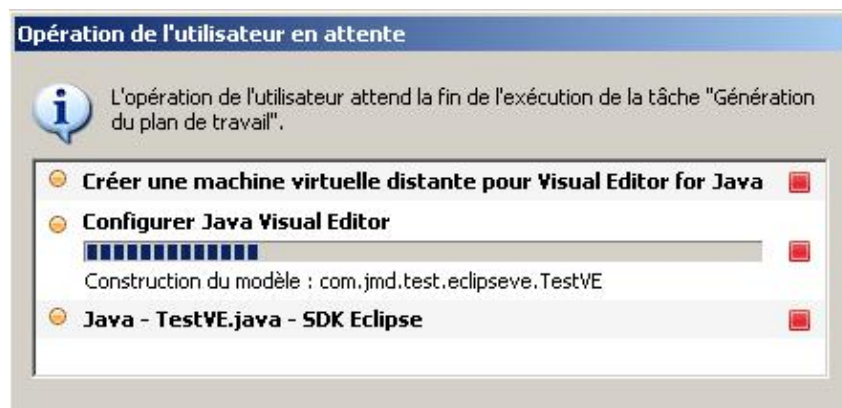 Opération de l'utilisateur en attente
L'opération de l'utilisateur attend la fin de l'exécution de la tâche "Génération
du plan de travail".
Créer une machine virtuelle distante pour Visual Editor for Java
Configurer Java Visual Editor
Construction du modèle : com.jmd.test.eclipseve.TestVE
Java - TestVE.java - SDK Eclipse